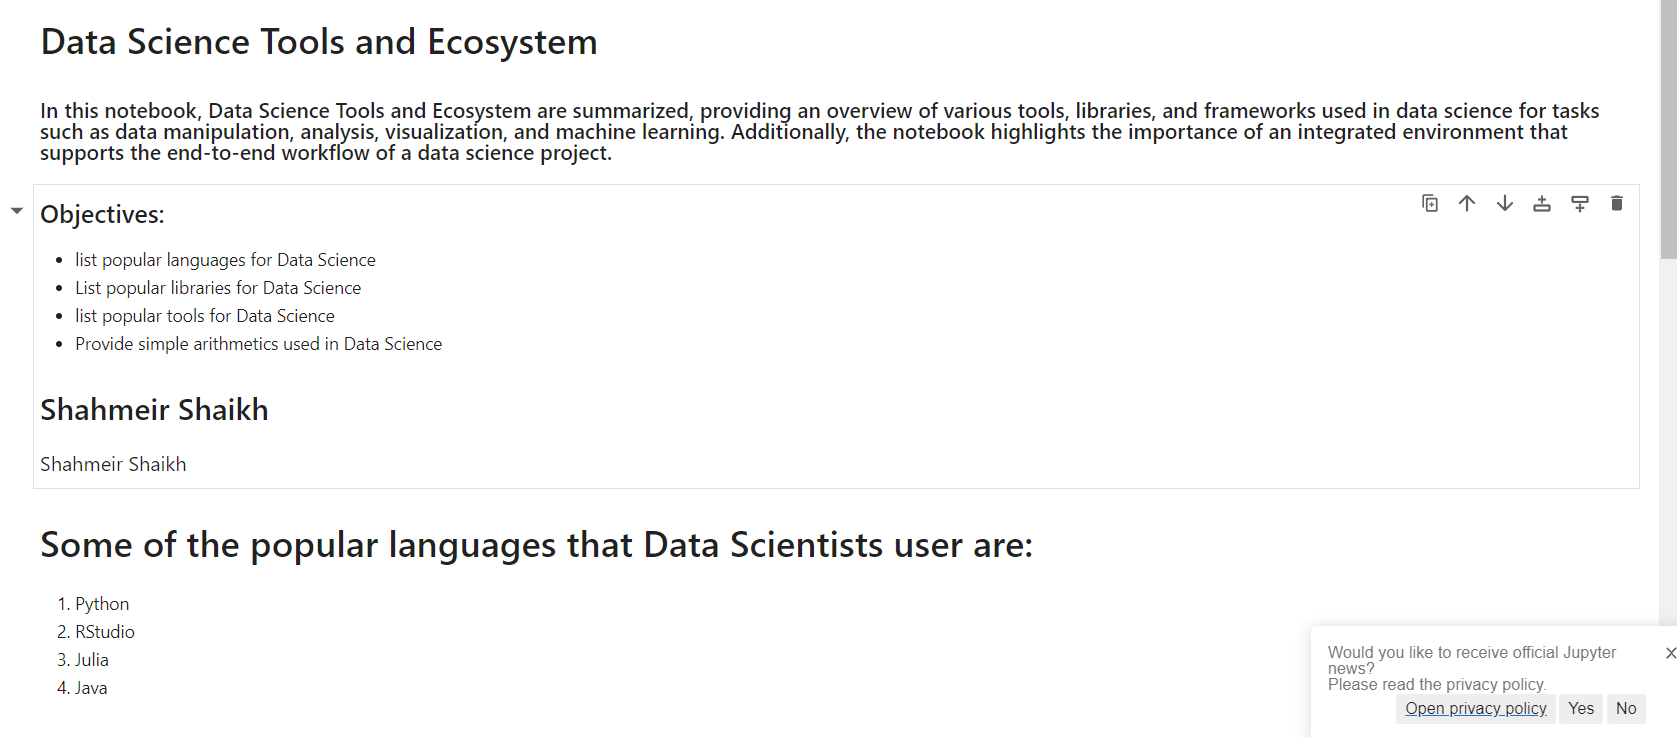 Data Science Tools and Ecosystem
In this notebook, Data Science Tools and Ecosystem are summarized, providing an overview of various tools, libraries, and frameworks used in data science for tasks
such as data manipulation, analysis, visualization, and machine learning. Additionally, the notebook highlights the importance of an integrated environment that
supports the end-to-end workflow of a data science project.
Objectives:
• list popular languages for Data Science
• List popular libraries for Data Science
• list popular tools for Data Science
• Provide simple arithmetics used in Data Science
Shahmeir Shaikh
Shahmeir Shaikh
Some of the popular languages that Data Scientists user are:
1. Python
2. RStudio
3. Julia
4. Java
Would you like to receive official Jupyter
news?
Please read the privacy policy.
Open privacy policy Yes No